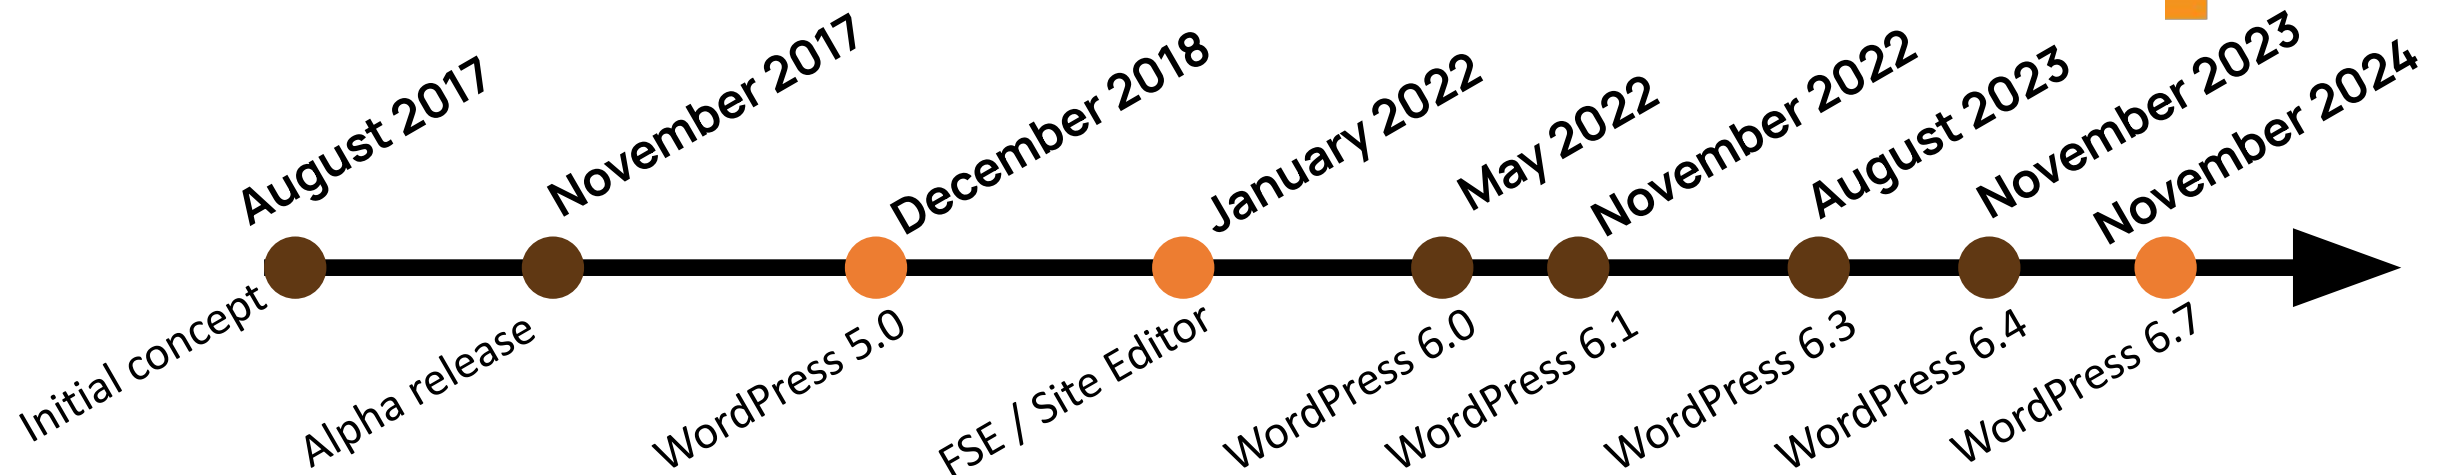 August 2017
November 2017
December 2018
January 2022
May 2022
November 2022
August 2023
November 2023
November 2024
Initial concept
Alpha release
WordPress 5.0
FSE / Site Editor
WordPress 6.0
WordPress 6.1
WordPress 6.3
WordPress 6.4
WordPress 6.7